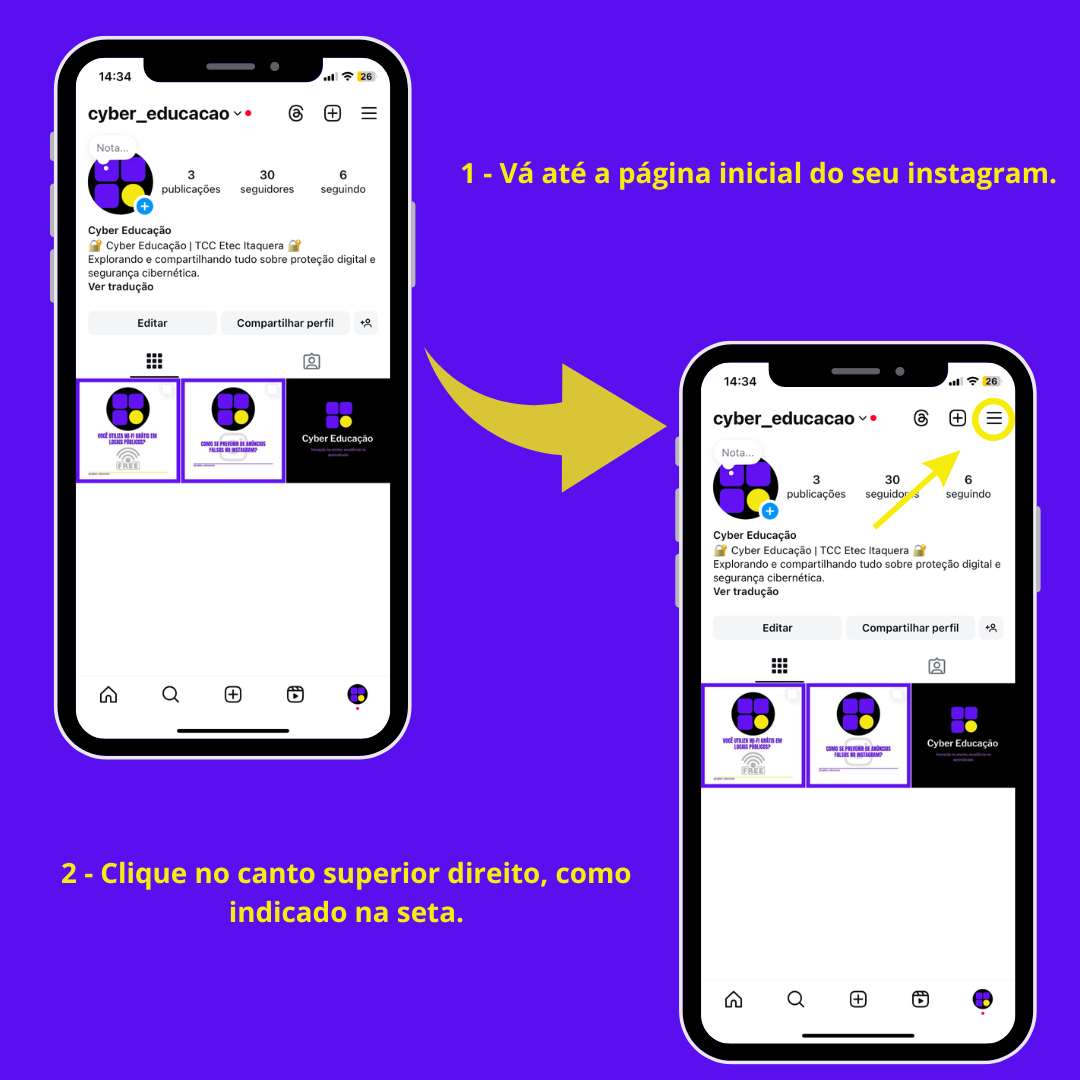 14:34
26
cyber_educacao
Nota...
3 30 6
publicações seguidores seguindo
Cyber Educação
🔐 Cyber Educação | TCC Etec Itaquera 🔐
Explorando e compartilhando tudo sobre proteção digital e
segurança cibernética.
Ver tradução
Editar Compartilhar perfil
VOCÊ UTILIZA WI-FI GRÁTIS EM
LOCAIS PÚBLICOS?
FREE
COMO SE PREVENIR DE ANÚNCIOS
FALSOS NO INSTAGRAM?
Cyber Educação
1 - Vá até a página inicial do seu instagram.
14:34
26
cyber_educacao
Nota...
3 30 6
publicações seguidores seguindo
Cyber Educação
🔐 Cyber Educação | TCC Etec Itaquera 🔐
Explorando e compartilhando tudo sobre proteção digital e
segurança cibernética.
Ver tradução
Editar Compartilhar perfil
VOCÊ UTILIZA WI-FI GRÁTIS EM
LOCAIS PÚBLICOS?
FREE
COMO SE PREVENIR DE ANÚNCIOS
FALSOS NO INSTAGRAM?
Cyber Educação
2 - Clique no canto superior direito, como
indicado na seta.